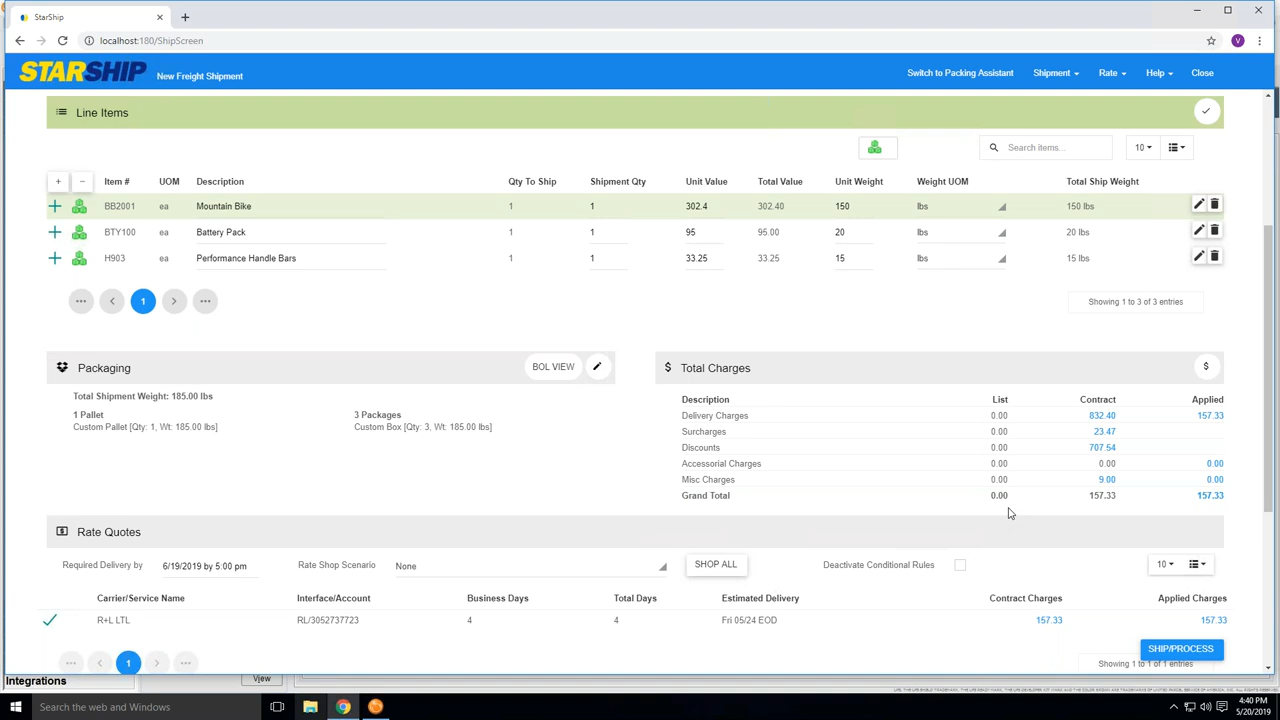 StarShip
localhost:180/ShipScreen
V
STARSHIP New Freight Shipment Switch to Packing Assistant Shipment Rate Help Close
Line Items
Search items... 10
+ - Item # UOM Description Qty To Ship Shipment Qty Unit Value Total Value Unit Weight Weight UOM Total Ship Weight
BB2001 ea Mountain Bike 1 1 302.4 302.40 150 lbs 150 lbs
BTY100 ea Battery Pack 1 1 95 95.00 20 lbs 20 lbs
H903 ea Performance Handle Bars 1 1 33.25 33.25 15 lbs 15 lbs
... 1 ... Showing 1 to 3 of 3 entries
Packaging BOL VIEW $ Total Charges $
Total Shipment Weight: 185.00 lbs
1 Pallet 3 Packages
Custom Pallet [Qty: 1, Wt: 185.00 lbs] Custom Box [Qty: 3, Wt: 185.00 lbs]
Description List Contract Applied
Delivery Charges 0.00 832.40 157.33
Surcharges 0.00 23.47
Discounts 0.00 707.54
Accessorial Charges 0.00 0.00 0.00
Misc Charges 0.00 9.00 0.00
Grand Total 0.00 157.33 157.33
Rate Quotes
Required Delivery by 6/19/2019 by 5:00 pm Rate Shop Scenario None SHOP ALL Deactivate Conditional Rules 10
Carrier/Service Name Interface/Account Business Days Total Days Estimated Delivery Contract Charges Applied Charges
R+L LTL RL/3052737723 4 4 Fri 05/24 EOD 157.33 157.33
SHIP/PROCESS
... 1 ... Showing 1 to 1 of 1 entries
Integrations View
Search the web and Windows
4:40 PM
5/20/2019